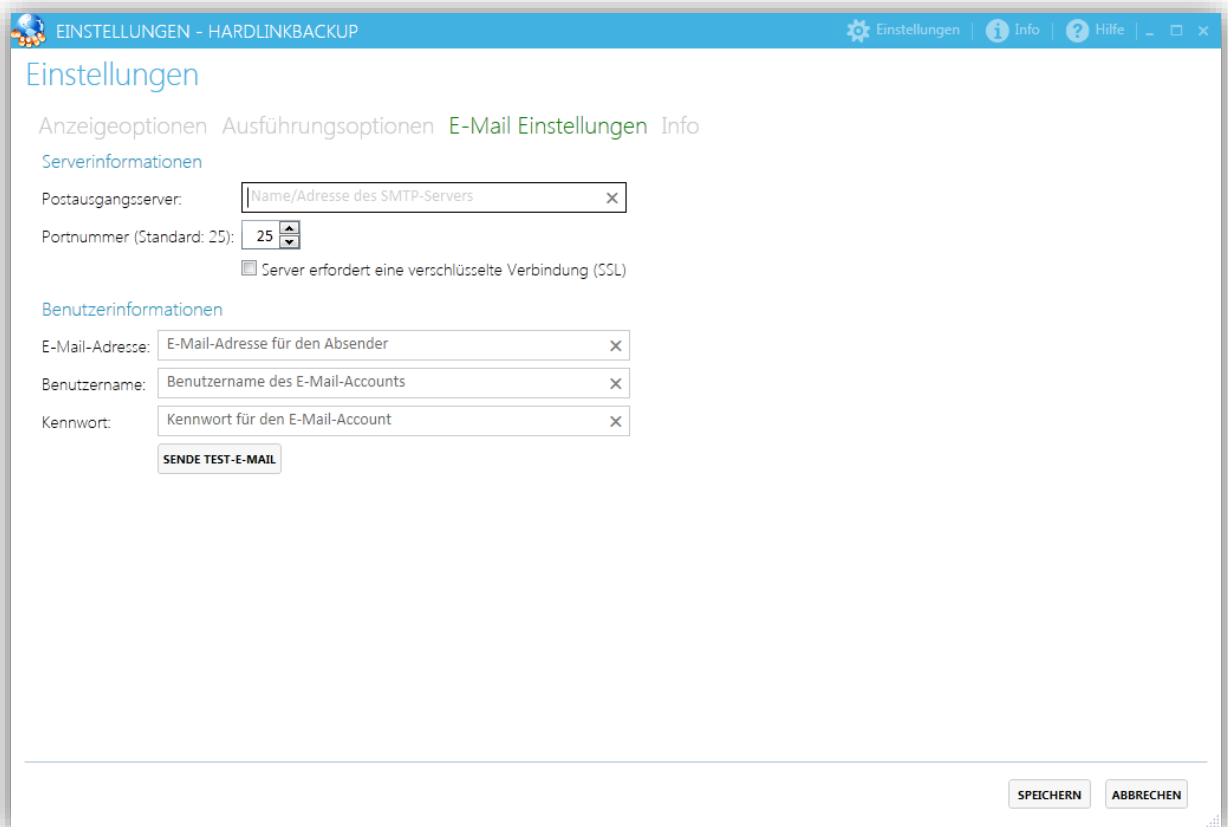 EINSTELLUNGEN - HARDLINKBACKUP
Einstellungen | Info | Hilfe
Einstellungen
Anzeigeoptionen Ausführungsoptionen E-Mail Einstellungen Info
Serverinformationen
Postausgangsserver: Name/Adresse des SMTP-Servers
Portnummer (Standard: 25): 25
Server erfordert eine verschlüsselte Verbindung (SSL)
Benutzerinformationen
E-Mail-Adresse: E-Mail-Adresse für den Absender
Benutzername: Benutzername des E-Mail-Accounts
Kennwort: Kennwort für den E-Mail-Account
SENDE TEST-E-MAIL
SPEICHERN ABBRECHEN